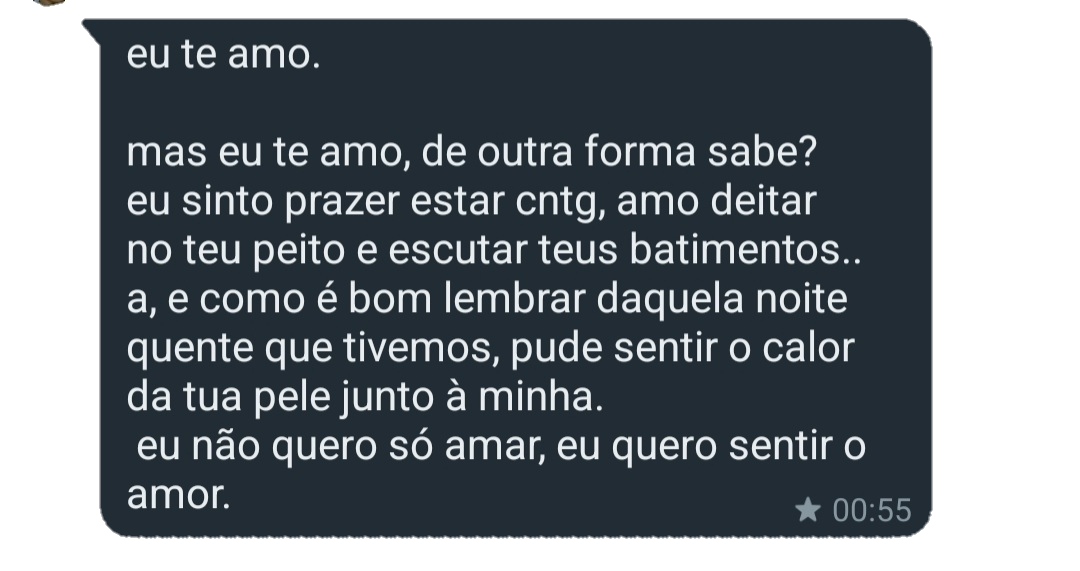 eu te amo.
mas eu te amo, de outra forma sabe?
eu sinto prazer estar cntg, amo deitar
no teu peito e escutar teus batimentos..
a, e como é bom lembrar daquela noite
quente que tivemos, pude sentir o calor
da tua pele junto à minha.
eu não quero só amar, eu quero sentir o
amor.
★ 00:55